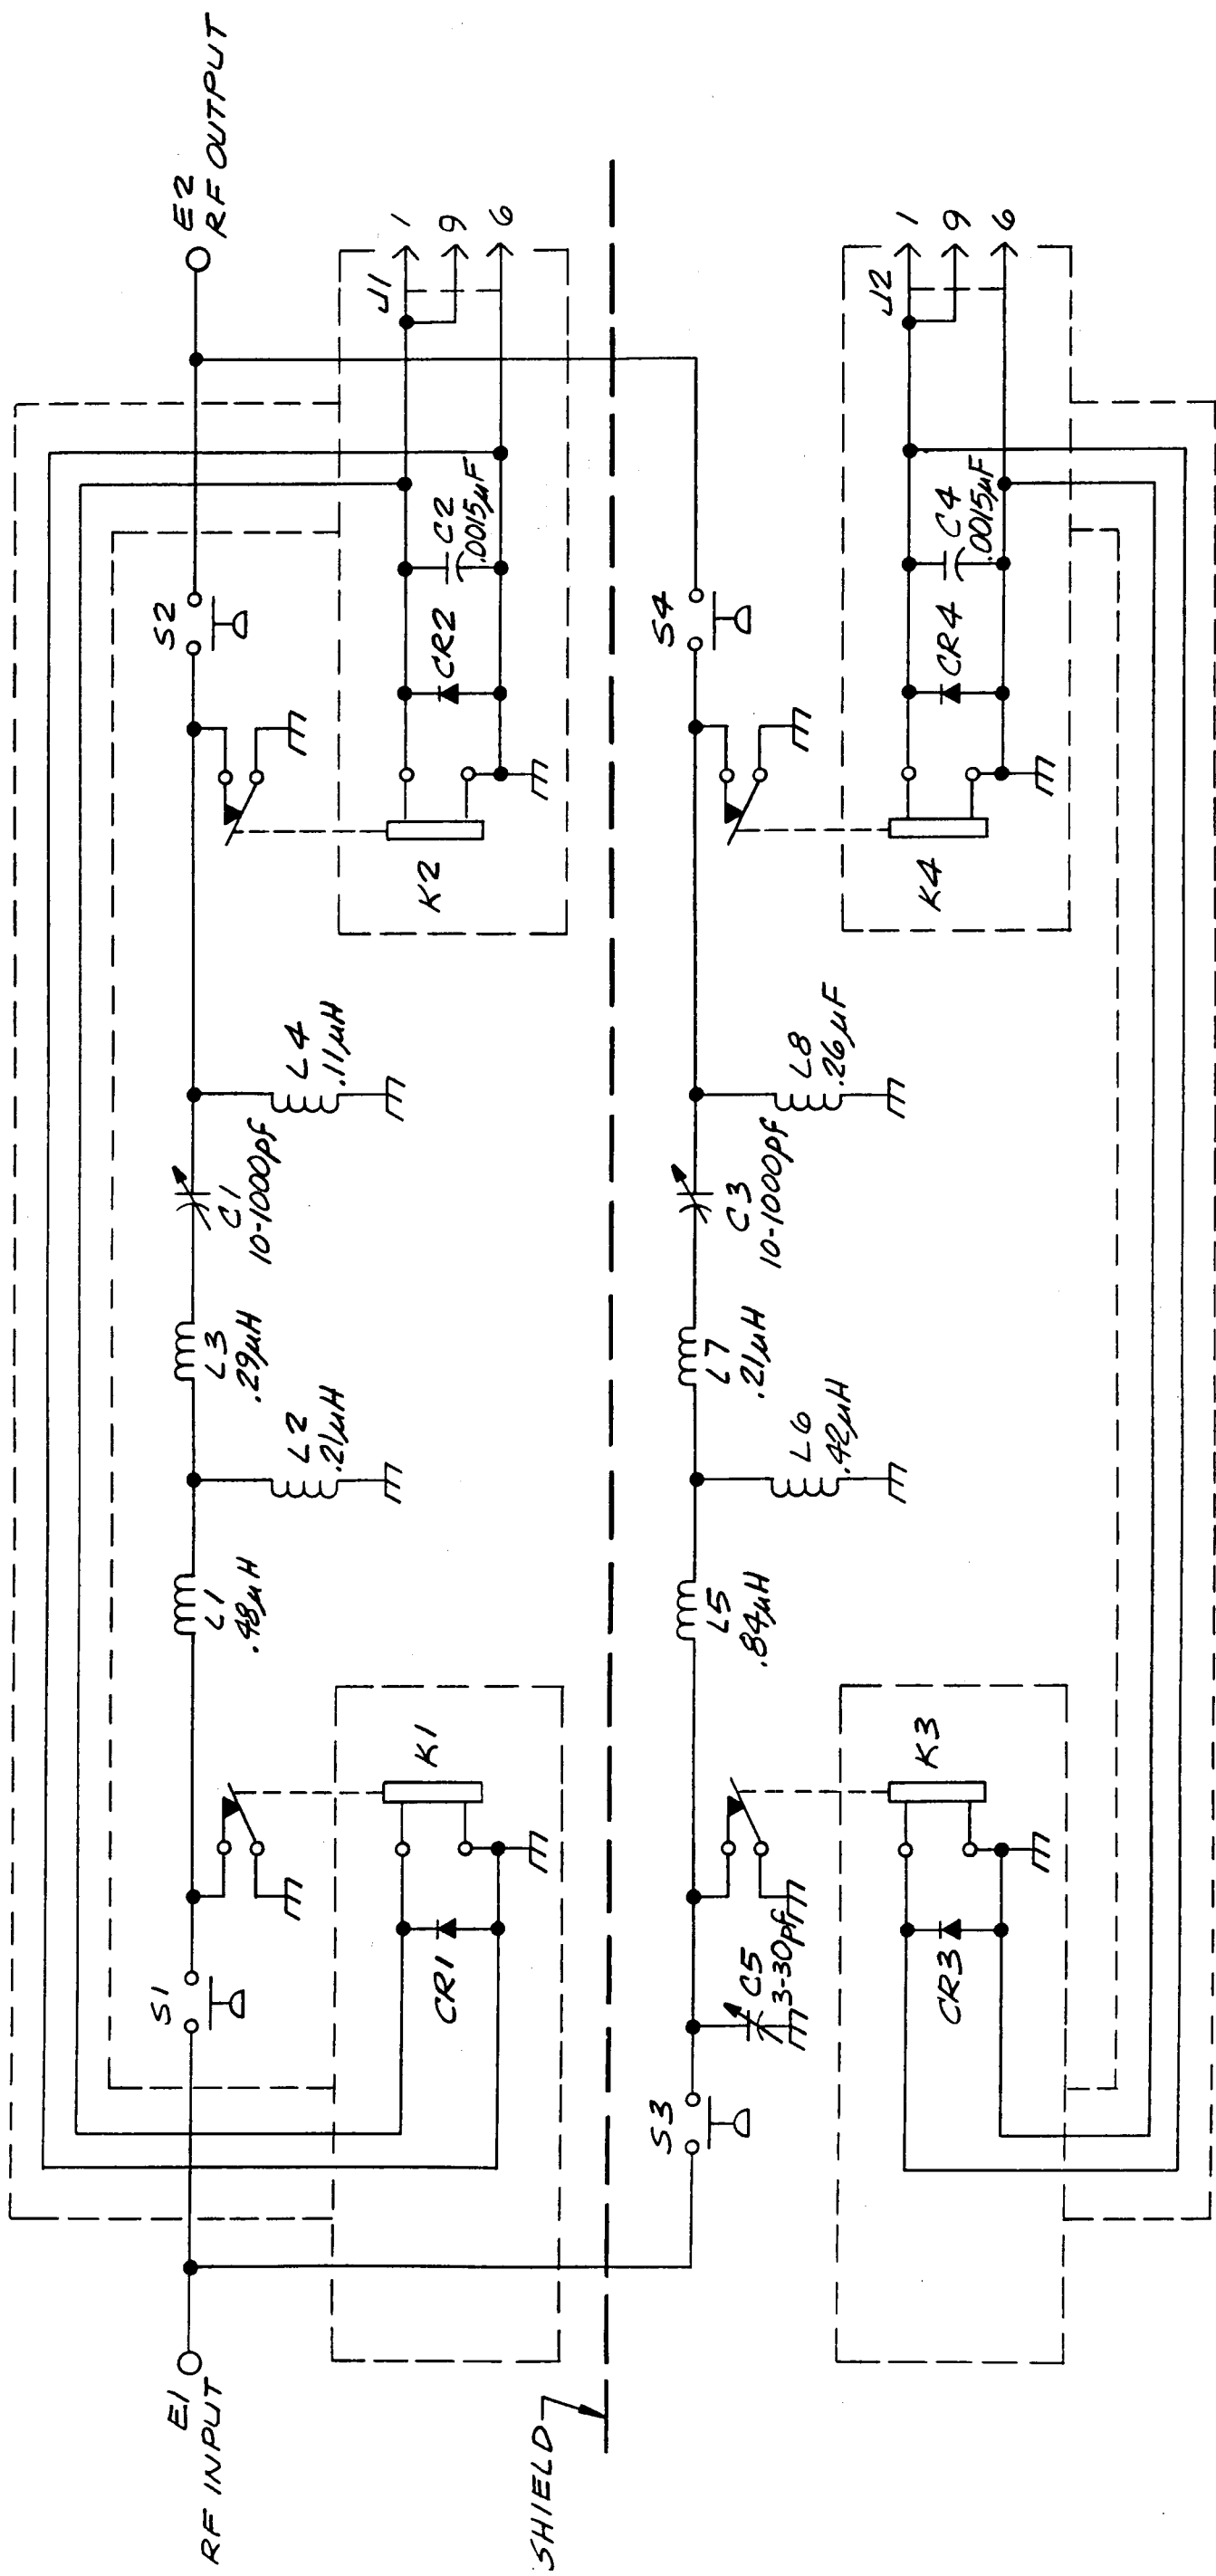 E1
RF INPUT
S1
K1
CR1
L1
.48µH
L2
.21µH
L3
.29µH
C1
10-1000pf
L4
.11µH
K2
CR2
C2
.0015µF
S2
J1
1
9
6
E2
RF OUTPUT
SHIELD
S3
C5
3-30pf
K3
CR3
L5
.84µH
L6
.42µH
L7
.21µH
C3
10-1000pf
L8
.26µF
K4
CR4
C4
.0015µF
S4
J2
1
9
6